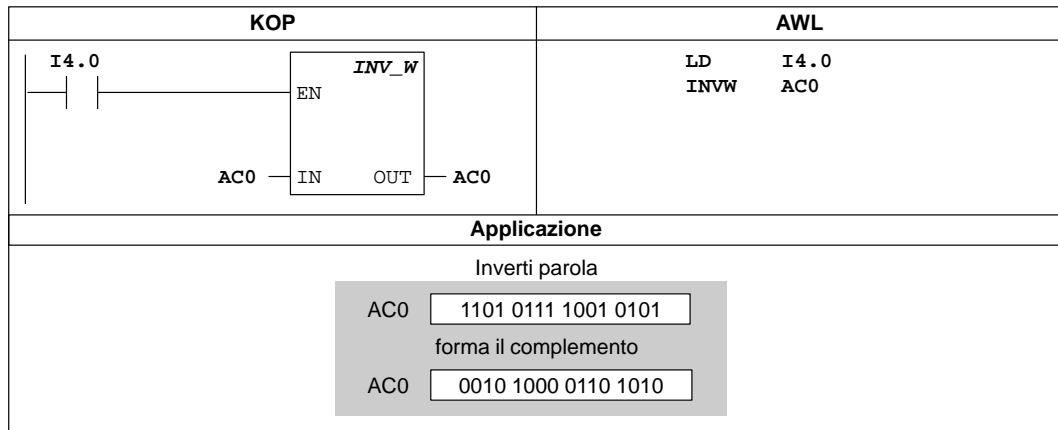 KOP
AWL
I4.0
INV_W
EN
AC0 IN OUT AC0
LD I4.0
INVW AC0
Applicazione
Inverti parola
AC0 1101 0111 1001 0101
forma il complemento
AC0 0010 1000 0110 1010